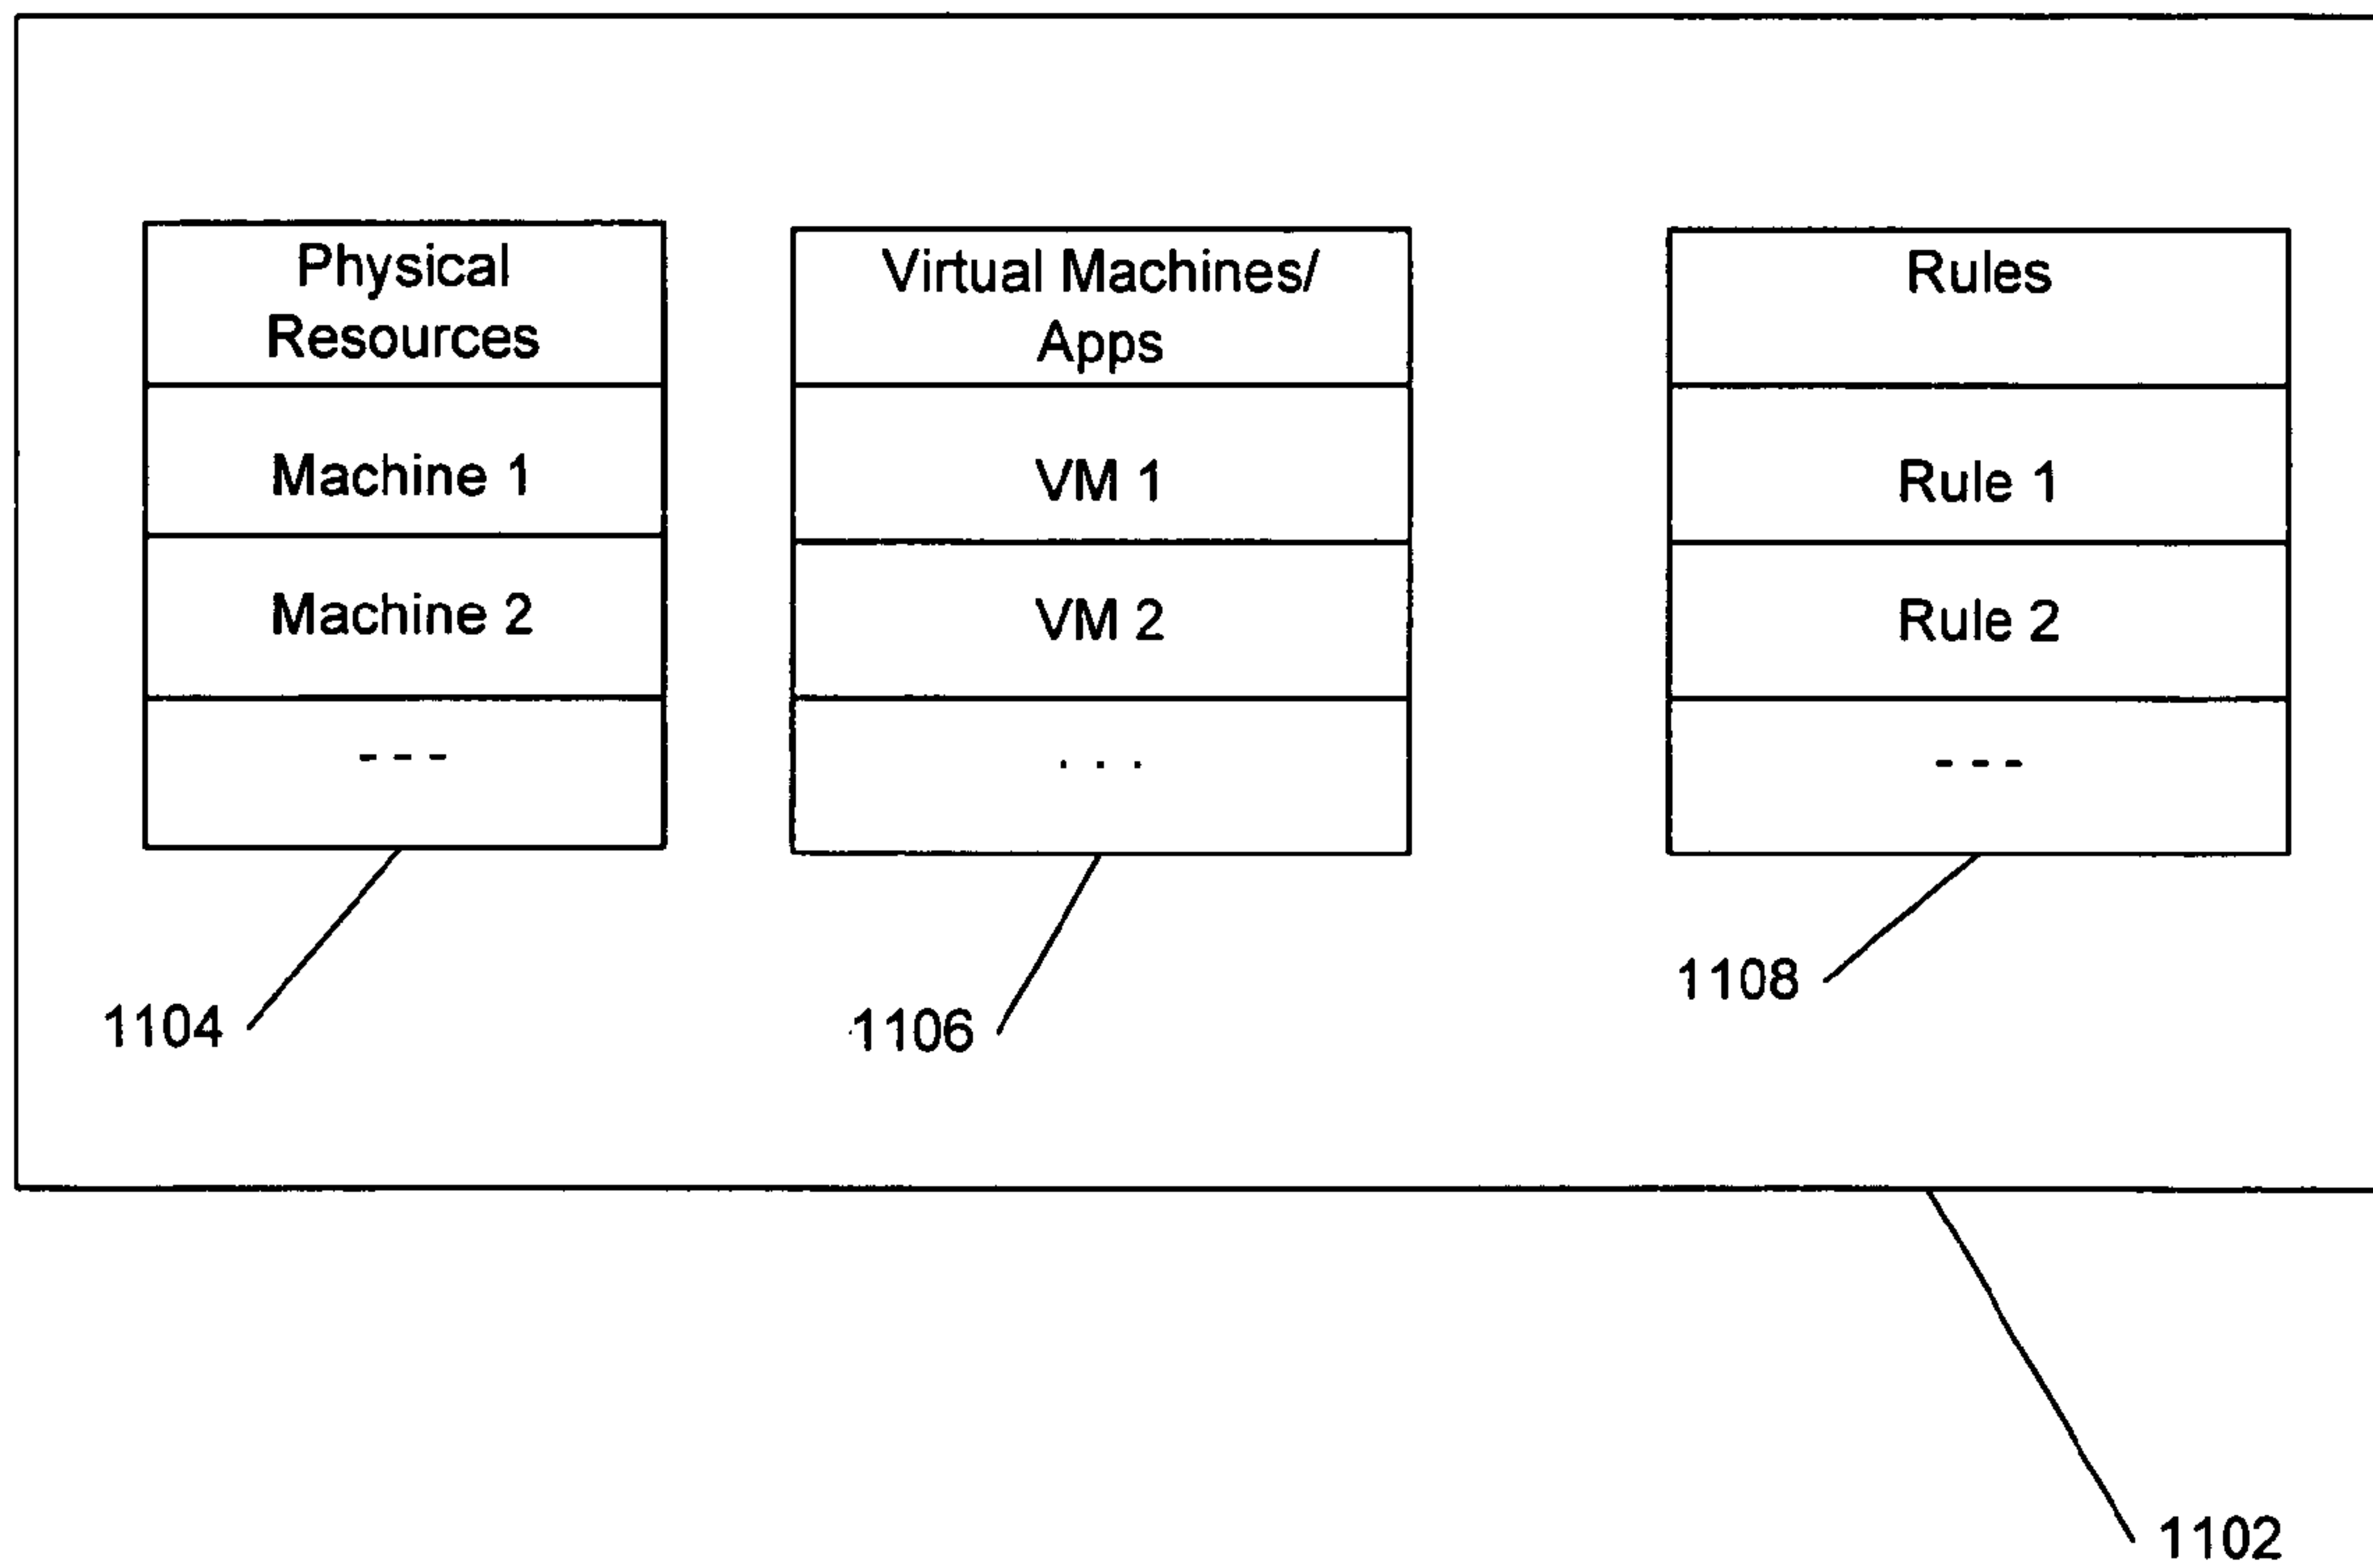 Physical
Resources
Machine 1
Machine 2
- - -
1104
Virtual Machines/
Apps
VM 1
VM 2
. . .
1106
Rules
Rule 1
Rule 2
- - -
1108
1102